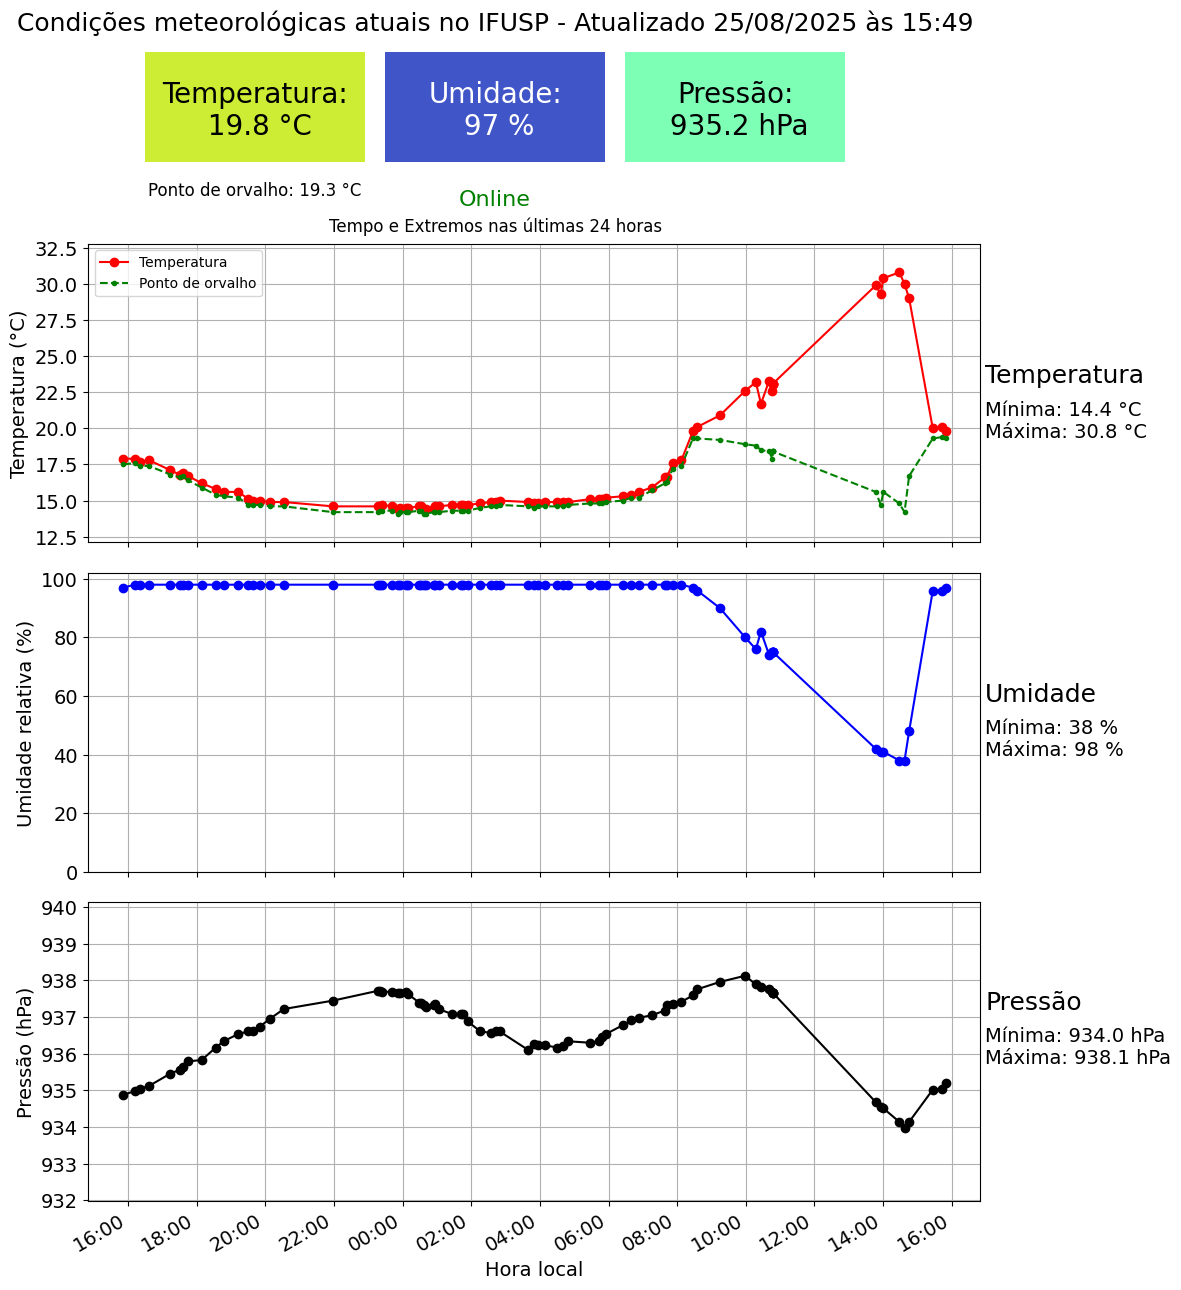 Condições meteorológicas atuais no IFUSP - Atualizado 25/08/2025 às 15:49
Temperatura:
19.8 °C
Umidade:
97 %
Pressão:
935.2 hPa
Ponto de orvalho: 19.3 °C
Online
Tempo e Extremos nas últimas 24 horas
Temperatura (°C)
32.5
30.0
27.5
25.0
22.5
20.0
17.5
15.0
12.5
Temperatura
Ponto de orvalho
Temperatura
Mínima: 14.4 °C
Máxima: 30.8 °C
Umidade relativa (%)
100
80
60
40
20
0
Umidade
Mínima: 38 %
Máxima: 98 %
Pressão (hPa)
940
939
938
937
936
935
934
933
932
Pressão
Mínima: 934.0 hPa
Máxima: 938.1 hPa
16:00 18:00 20:00 22:00 00:00 02:00 04:00 06:00 08:00 10:00 12:00 14:00 16:00
Hora local